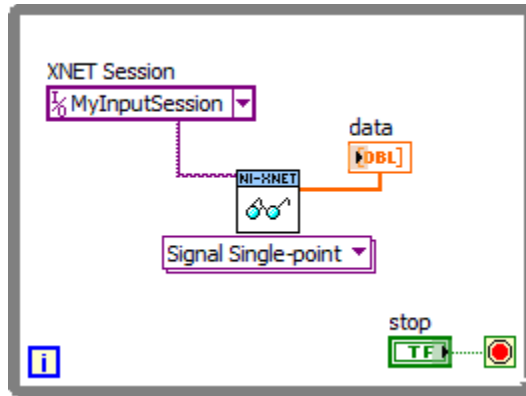 XNET Session
I/O MyInputSession
data
NI-XNET
DBL]
Signal Single-point
stop
TF
i